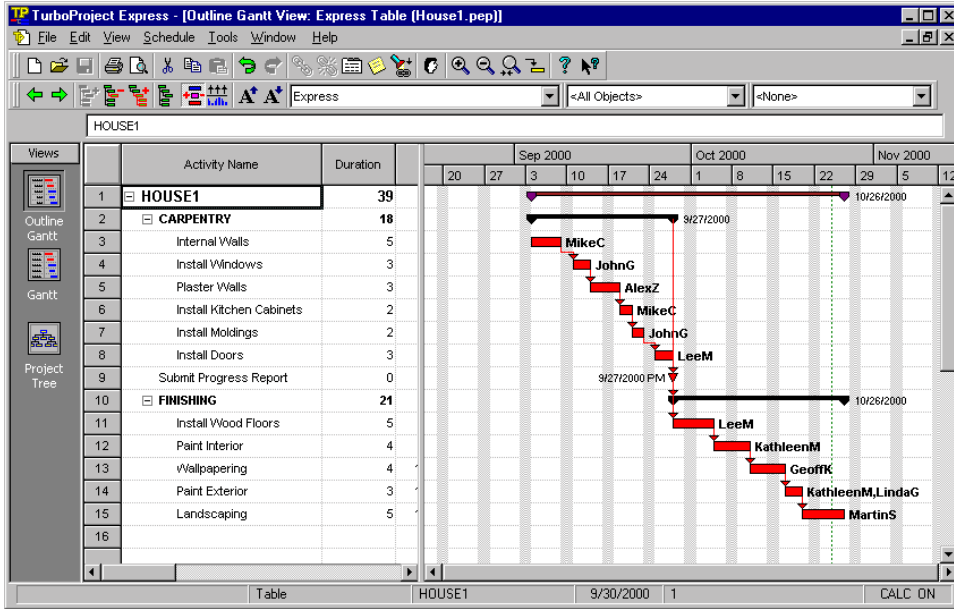 TP TurboProject Express - [Outline Gantt View: Express Table (House1.pep)]
File Edit View Schedule Tools Window Help
Express <All Objects> <None>
HOUSE1
Views
Outline Gantt
Gantt
Project Tree
Activity Name Duration
Sep 2000 Oct 2000 Nov 2000
20 27 3 10 17 24 1 8 15 22 29 5 12
1 HOUSE1 39 10/26/2000
2 CARPENTRY 18 9/27/2000
3 Internal Walls 5 MikeC
4 Install Windows 3 JohnG
5 Plaster Walls 3 AlexZ
6 Install Kitchen Cabinets 2 MikeC
7 Install Moldings 2 JohnG
8 Install Doors 3 LeeM
9 Submit Progress Report 0 9/27/2000 PM
10 FINISHING 21 10/26/2000
11 Install Wood Floors 5 LeeM
12 Paint Interior 4 KathleenM
13 Wallpapering 4 GeoffK
14 Paint Exterior 3 KathleenM,LindaG
15 Landscaping 5 MartinS
16
Table HOUSE1 9/30/2000 1 CALC ON